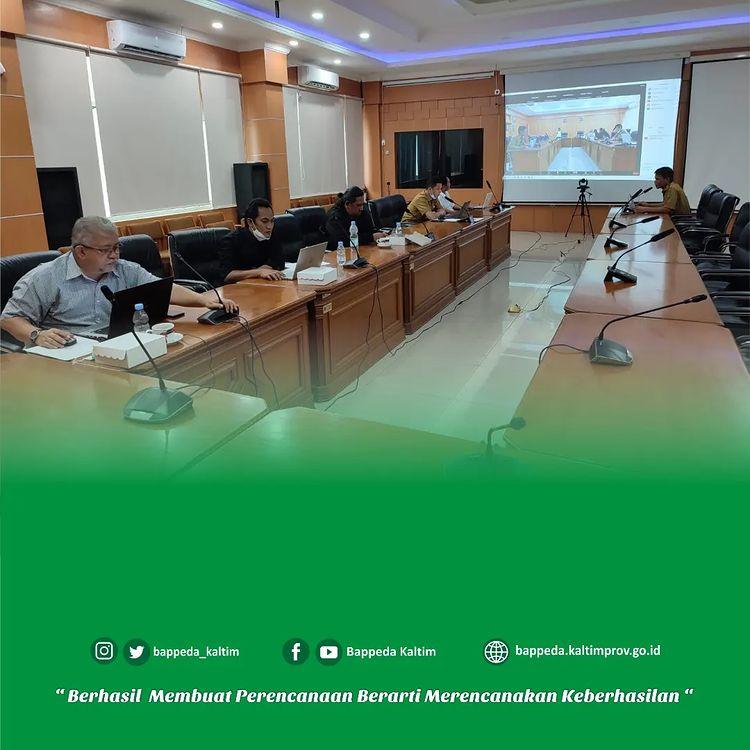 bappeda_kaltim
Bappeda Kaltim
bappeda.kaltimprov.go.id
“ Berhasil Membuat Perencanaan Berarti Merencanakan Keberhasilan “